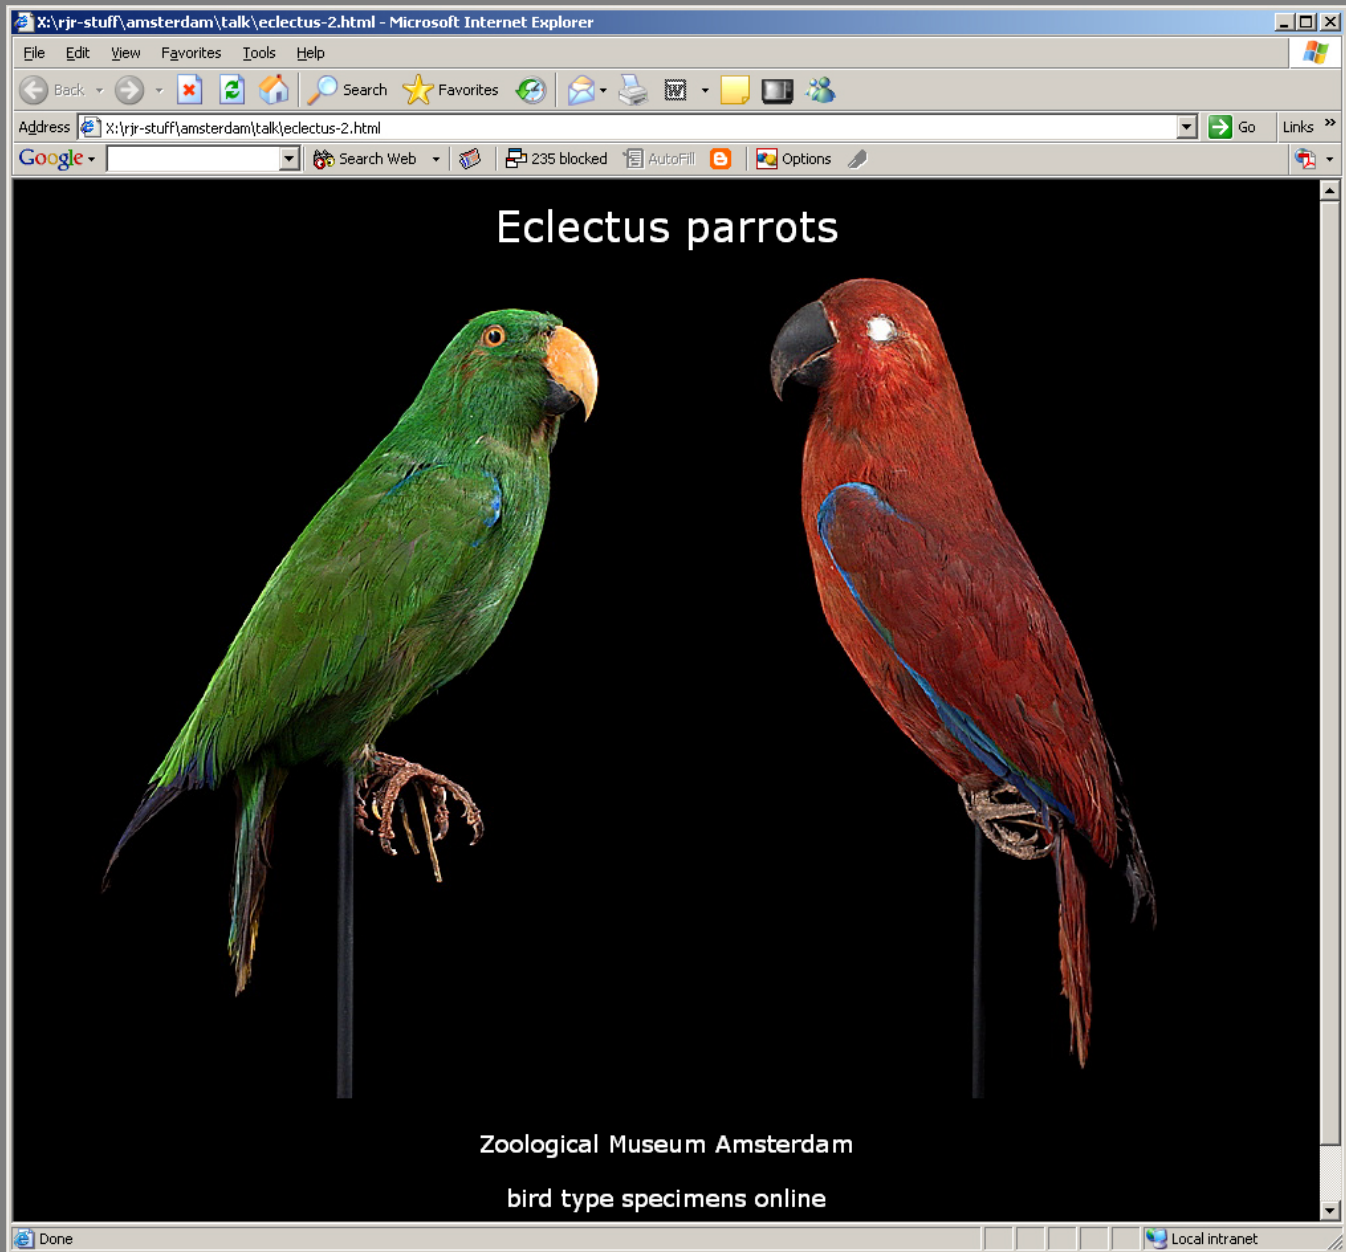 X:\rjr-stuff\amsterdam\talk\eclectus-2.html - Microsoft Internet Explorer
File Edit View Favorites Tools Help
Back Search Favorites
Address X:\rjr-stuff\amsterdam\talk\eclectus-2.html Go Links »
Google Search Web 235 blocked AutoFill Options
Eclectus parrots
Zoological Museum Amsterdam
bird type specimens online
Done Local intranet